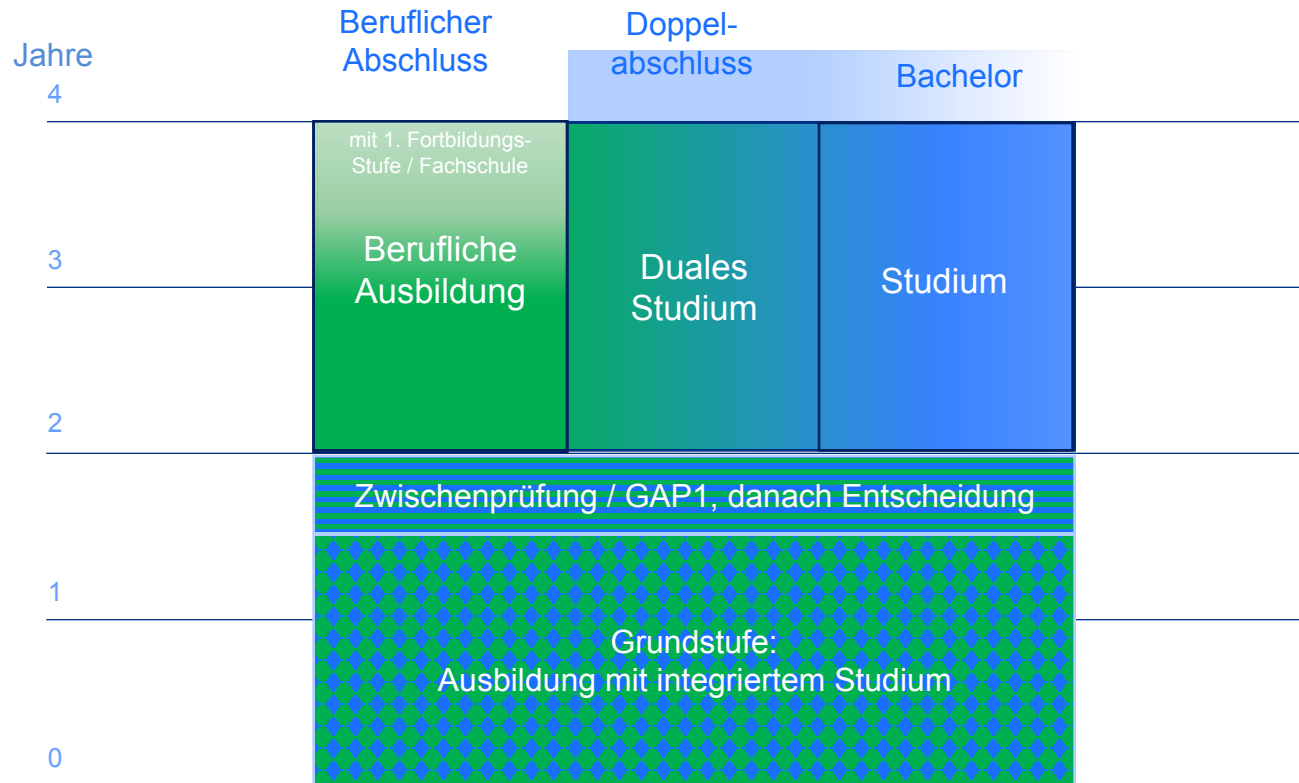 Beruflicher
Abschluss
Doppel-
abschluss
Bachelor
Jahre
4
mit 1. Fortbildungs-
Stufe / Fachschule
Berufliche
Ausbildung
Duales
Studium
Studium
3
2
Zwischenprüfung / GAP1, danach Entscheidung
1
Grundstufe:
Ausbildung mit integriertem Studium
0